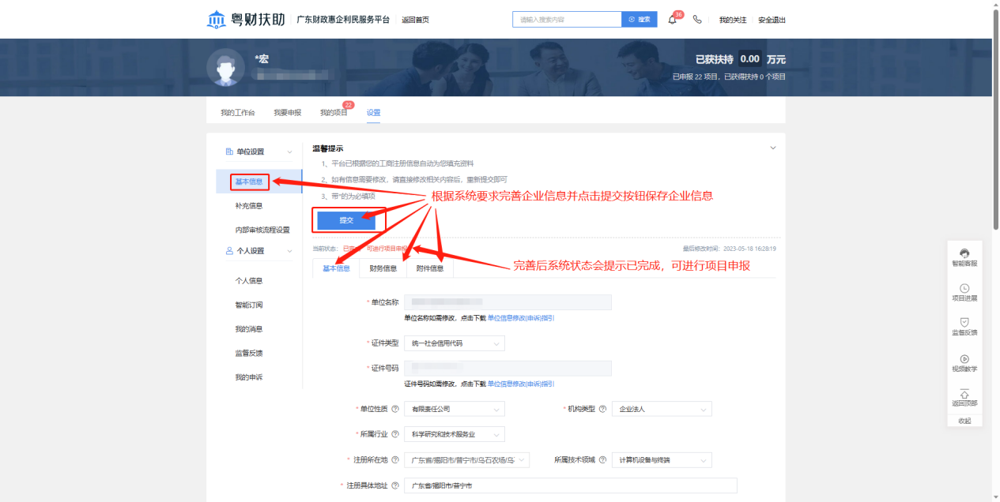 粤财扶助 广东财政惠企利民服务平台 返回首页 请输入搜索内容 搜索 36 我的关注 安全退出
*宏
已获扶持 0.00 万元
已申报 22 项目，已获得扶持 0 个项目
我的工作台 我要申报 我的项目 22 设置
单位设置
基本信息
补充信息
内部审核流程设置
个人设置
个人信息
智能订阅
我的消息
监督反馈
我的申诉
温馨提示
1、平台已根据您的工商注册信息自动为您填充资料
2、如有信息需要修改，请直接修改相关内容后，重新提交即可
3、带*的为必填项
根据系统要求完善企业信息并点击提交按钮保存企业信息
提交
当前状态： 可进行项目申报 最后修改时间：2023-05-18 16:28:19
完善后系统状态会提示已完成，可进行项目申报
基本信息 财务信息 附件信息
* 单位名称
单位名称如需修改，点击下载 单位信息修改(申诉)指引
* 证件类型 统一社会信用代码
* 证件号码
证件号码如需修改，点击下载 单位信息修改(申诉)指引
* 单位性质 有限责任公司 * 机构类型 企业法人
* 所属行业 科学研究和技术服务业
* 注册所在地 广东省/揭阳市/普宁市/乌石农场/乌 所属技术领域 计算机设备与终端
* 注册具体地址 广东省/揭阳市/普宁市
智能客服
项目进展
监督反馈
视频教学
返回顶部
收起